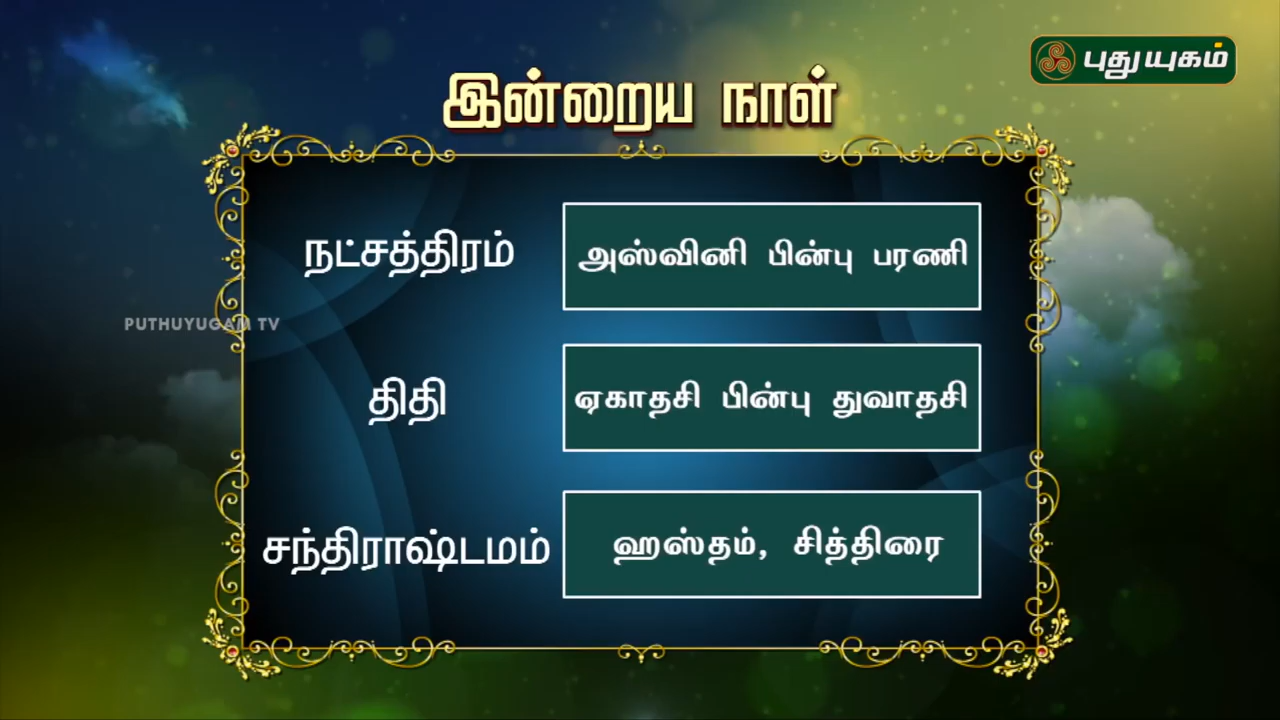 புதுயுகம்
இன்றைய நாள்
நட்சத்திரம் அஸ்வினி பின்பு பரணி
PUTHUYUGAM TV
திதி ஏகாதசி பின்பு துவாதசி
சந்திராஷ்டமம் ஹஸ்தம், சித்திரை